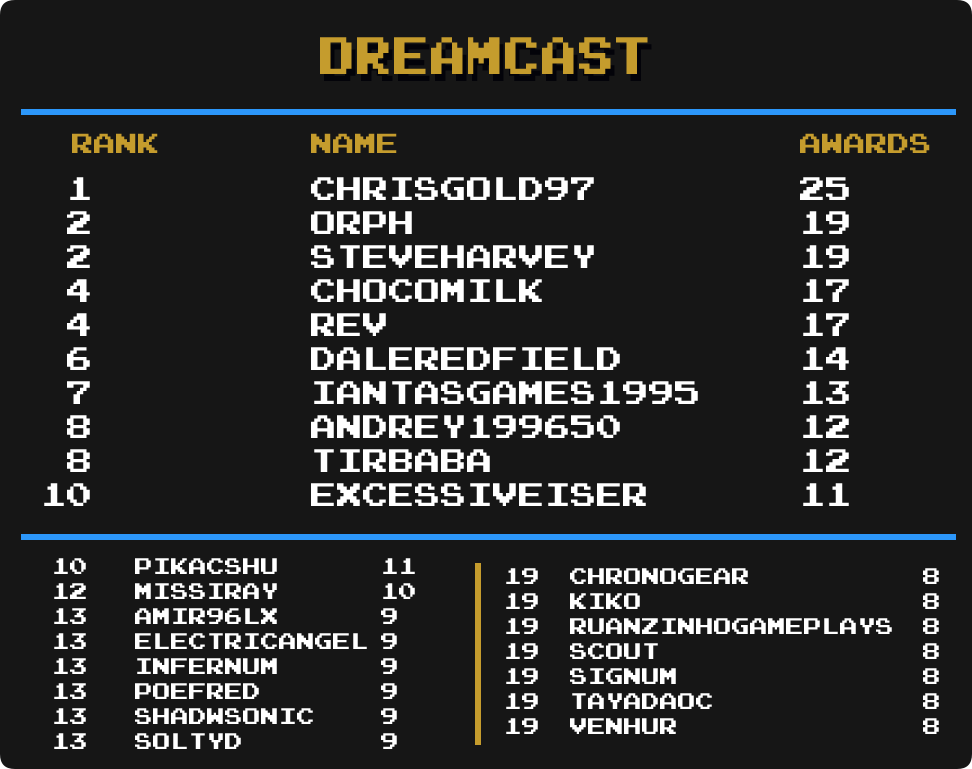 DREAMCAST
RANK NAME AWARDS
1 CHRISGOLD97 25
2 ORPH 19
2 STEVEHARVEY 19
4 CHOCOMILK 17
4 REV 17
6 DALEREDFIELD 14
7 IANTASGAMES1995 13
8 ANDREY199650 12
8 TIRBABA 12
10 EXCESSIVEISER 11
10 PIKACSHU 11
12 MISSIRAY 10
13 AMIR96LX 9
13 ELECTRICANGEL 9
13 INFERNUM 9
13 POEFRED 9
13 SHADWSONIC 9
13 SOLTYD 9
19 CHRONOGEAR 8
19 KIKO 8
19 RUANZINHOGAMEPLAYS 8
19 SCOUT 8
19 SIGNUM 8
19 TAYADAOC 8
19 VENHUR 8